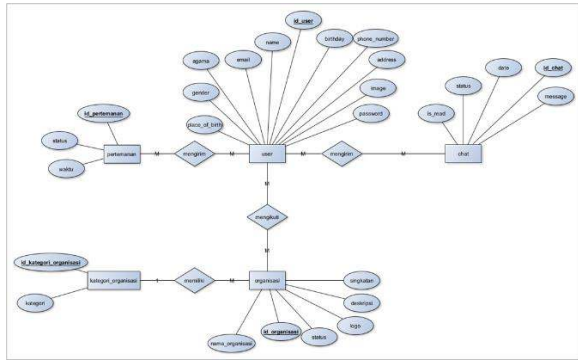 id_user
name
birthday
phone_number
email
agama
address
gender
image
place_of_birth
password
id_pertemanan
status
waktu
pertemanan
M
mengirim
M
user
M
mengirim
M
chat
is_read
status
data
id_chat
message
M
mengikuti
M
id_kategori_organisasi
kategori
kategori_organisasi
1
memiliki
M
organisasi
singkatan
deskripsi
logo
status
id_organisasi
nama_organisasi